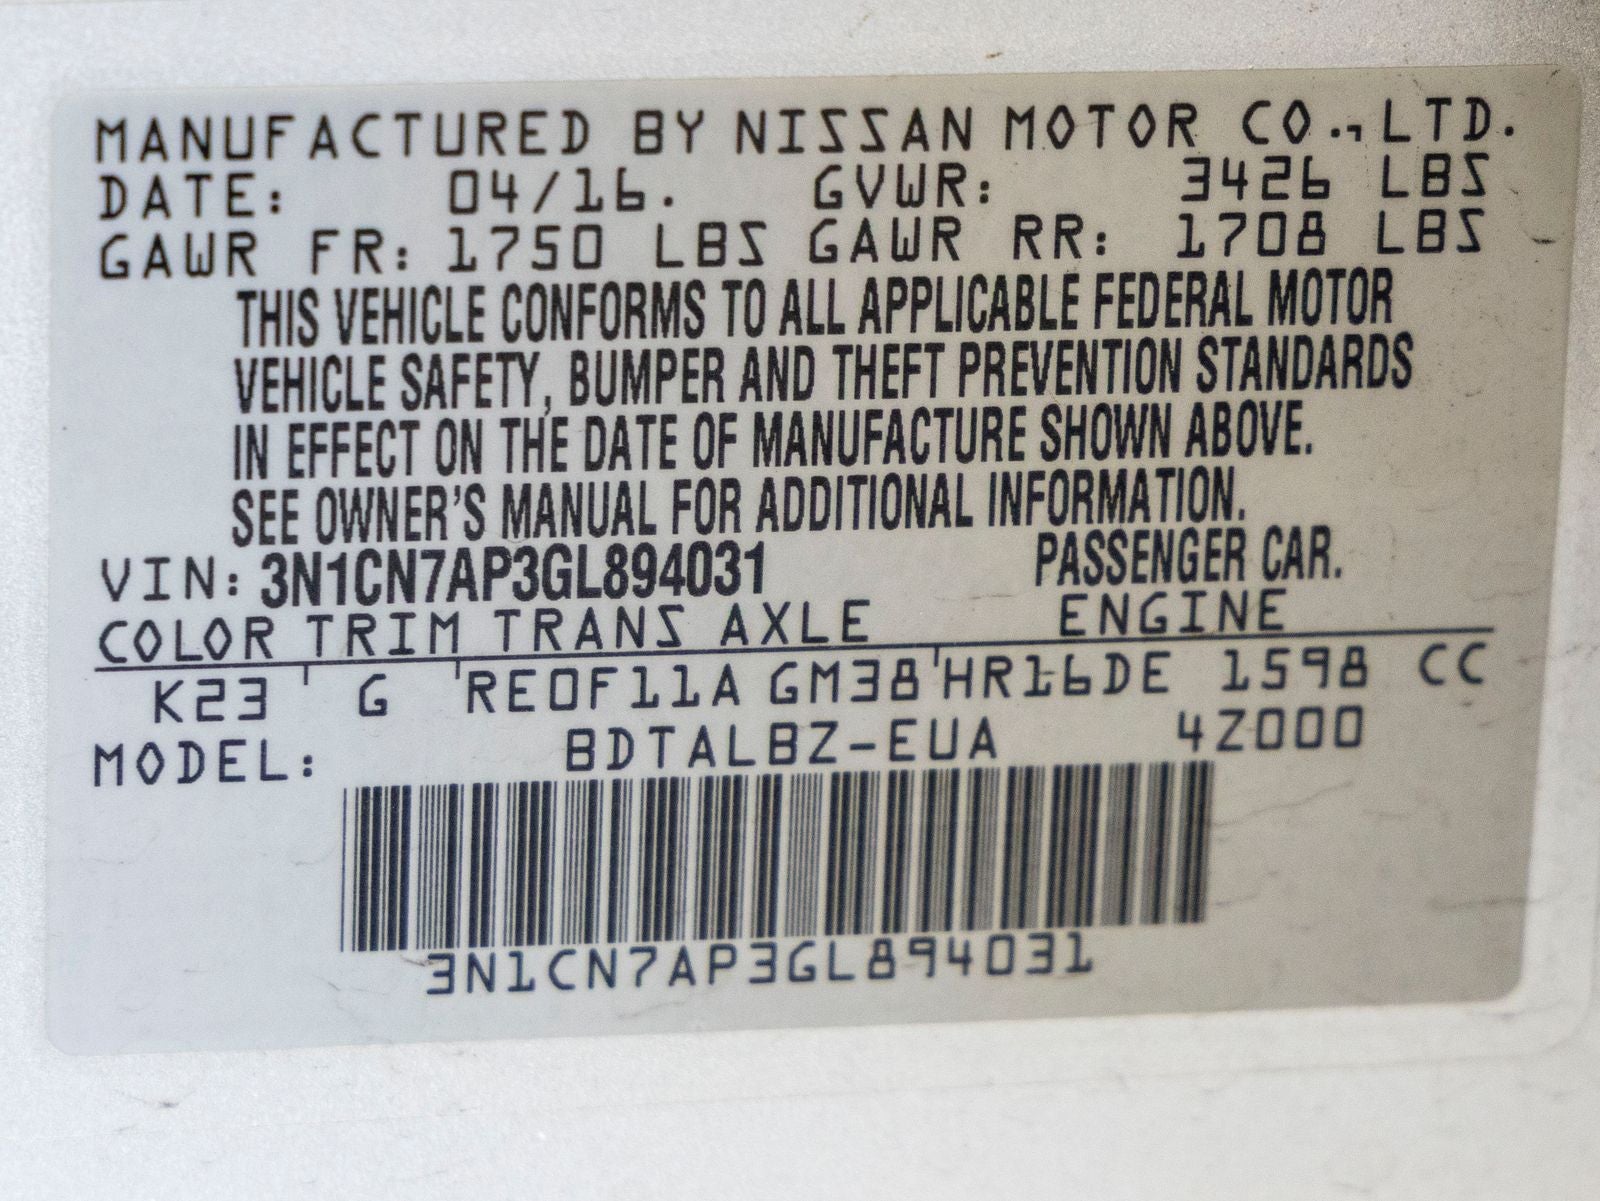 MANUFACTURED BY NISSAN MOTOR CO., LTD.
DATE: 04/16. GVWR: 3426 LBS
GAWR FR: 1750 LBS GAWR RR: 1708 LBS
THIS VEHICLE CONFORMS TO ALL APPLICABLE FEDERAL MOTOR
VEHICLE SAFETY, BUMPER AND THEFT PREVENTION STANDARDS
IN EFFECT ON THE DATE OF MANUFACTURE SHOWN ABOVE.
SEE OWNER'S MANUAL FOR ADDITIONAL INFORMATION.
VIN: 3N1CN7AP3GL894031 PASSENGER CAR.
COLOR TRIM TRANS AXLE ENGINE
K23 G RE0F11A GM38 HR16DE 1598 CC
MODEL: BDTALBZ-EUA 4Z000
3N1CN7AP3GL894031